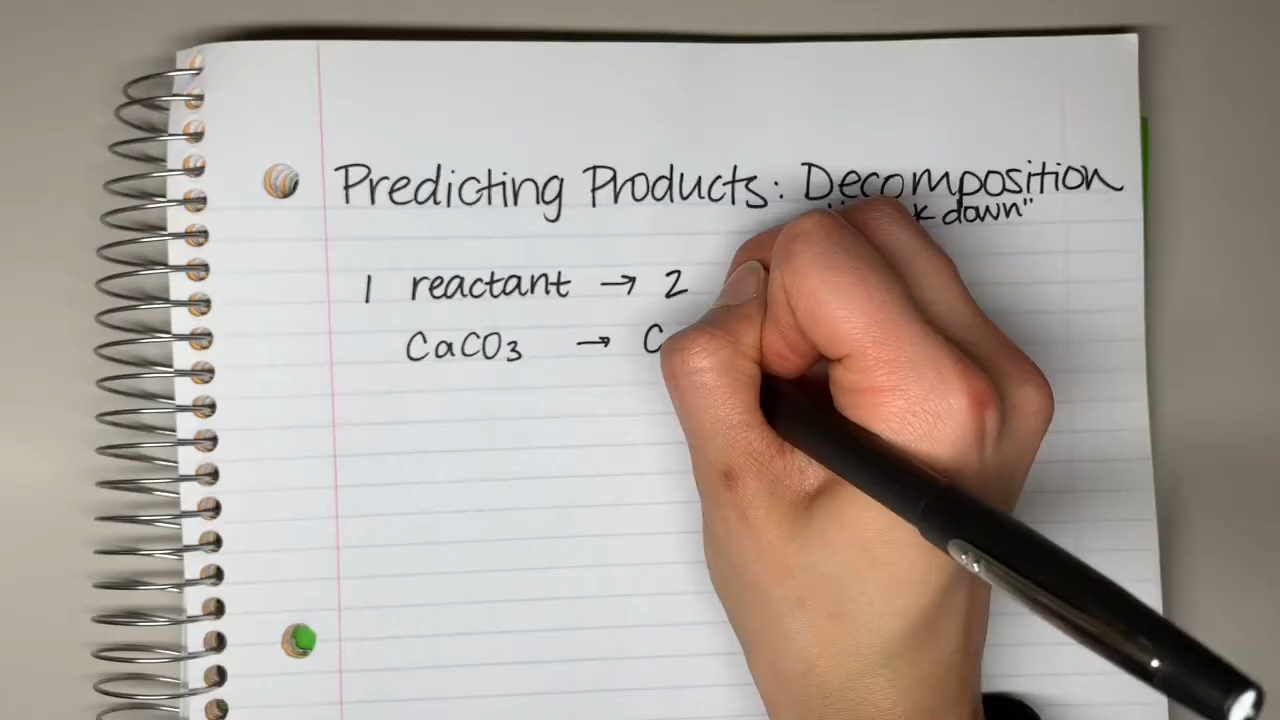 Predicting Products: Decomposition
down"
1 reactant → 2
CaCO₃ → C